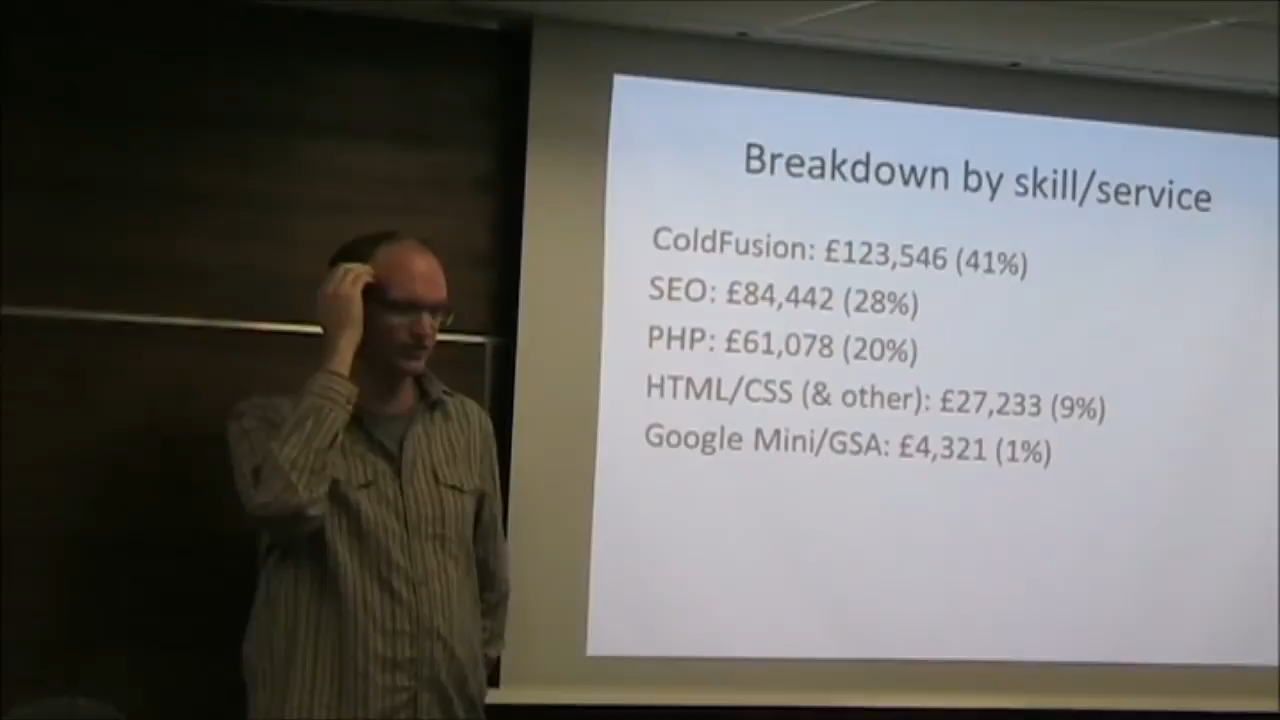 Breakdown by skill/service
ColdFusion: £123,546 (41%)
SEO: £84,442 (28%)
PHP: £61,078 (20%)
HTML/CSS (& other): £27,233 (9%)
Google Mini/GSA: £4,321 (1%)